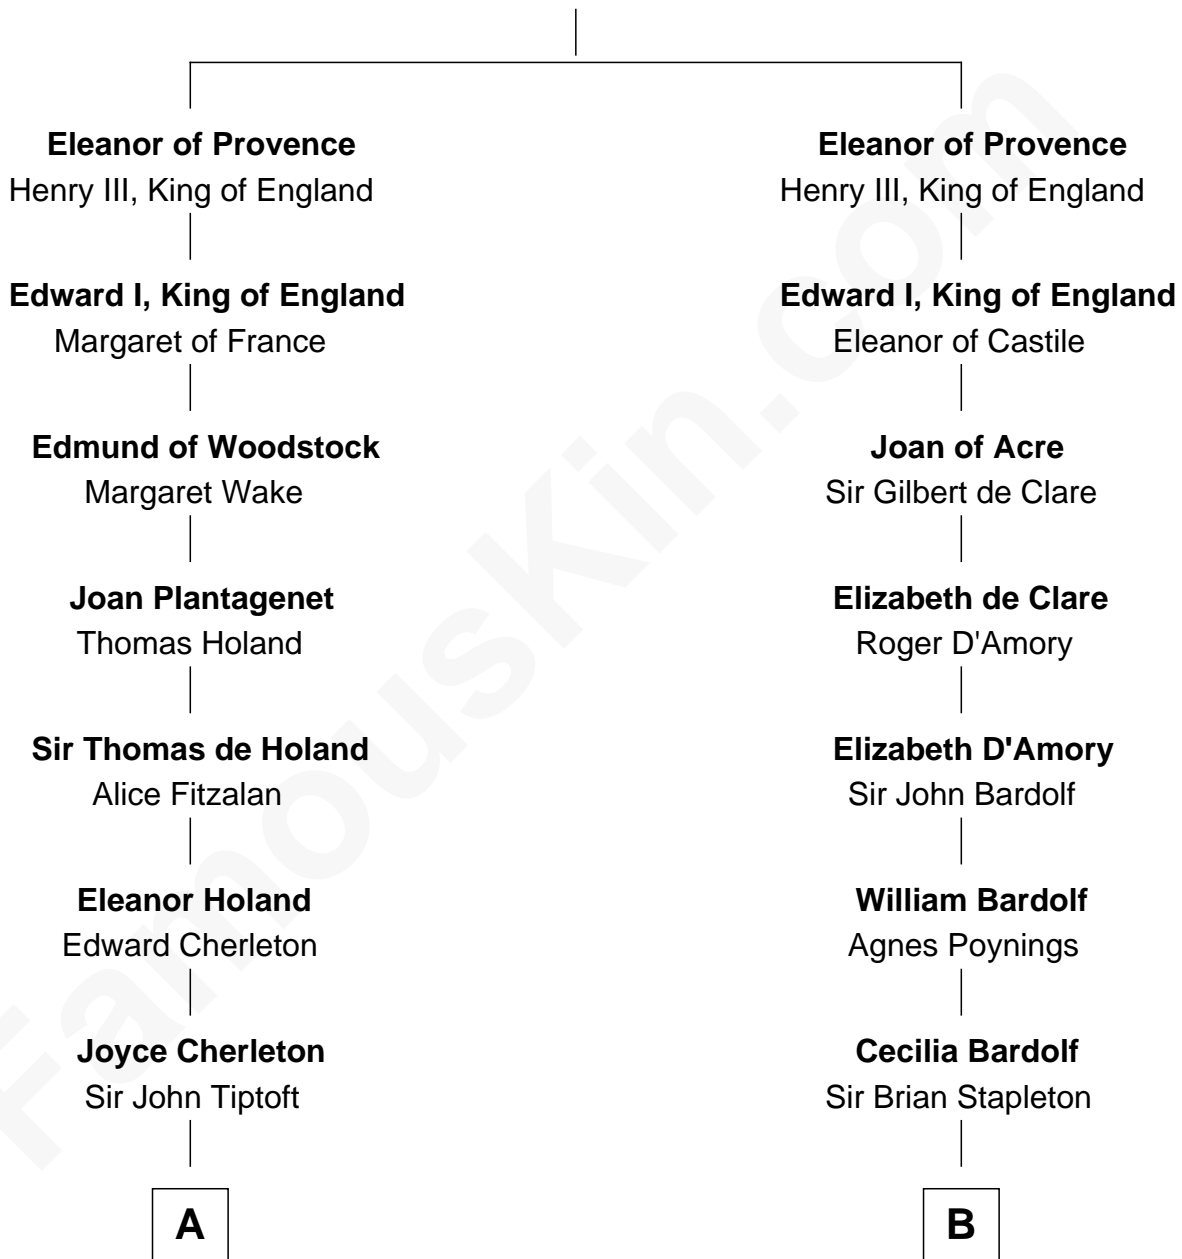 Eleanor of Provence
Henry III, King of England
Edward I, King of England
Margaret of France
Edmund of Woodstock
Margaret Wake
Joan Plantagenet
Thomas Holand
Sir Thomas de Holand
Alice Fitzalan
Eleanor Holand
Edward Cherleton
Joyce Cherleton
Sir John Tiptoft
A
Eleanor of Provence
Henry III, King of England
Edward I, King of England
Eleanor of Castile
Joan of Acre
Sir Gilbert de Clare
Elizabeth de Clare
Roger D'Amory
Elizabeth D'Amory
Sir John Bardolf
William Bardolf
Agnes Poynings
Cecilia Bardolf
Sir Brian Stapleton
B
FamousKin.com